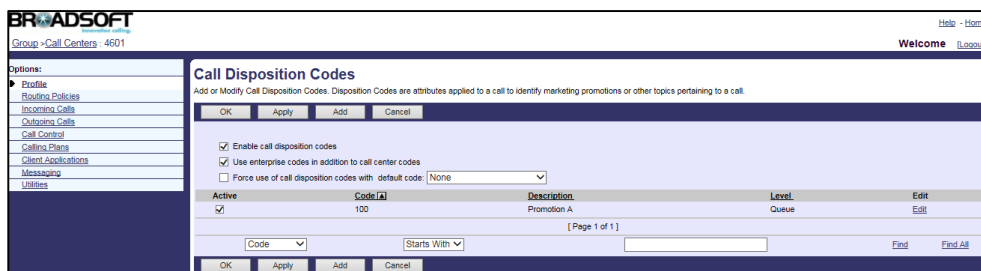 BROADSOFT
innovation calling.
Help - Hom
Group >Call Centers : 4601
Welcome [Logou
Options:
Profile
Routing Policies
Incoming Calls
Outgoing Calls
Call Control
Calling Plans
Client Applications
Messaging
Utilities
Call Disposition Codes
Add or Modify Call Disposition Codes. Disposition Codes are attributes applied to a call to identify marketing promotions or other topics pertaining to a call.
OK Apply Add Cancel
Enable call disposition codes
Use enterprise codes in addition to call center codes
Force use of call disposition codes with default code: None
Active Code Description Level Edit
100 Promotion A Queue Edit
[ Page 1 of 1 ]
Code Starts With Find Find All
OK Apply Add Cancel